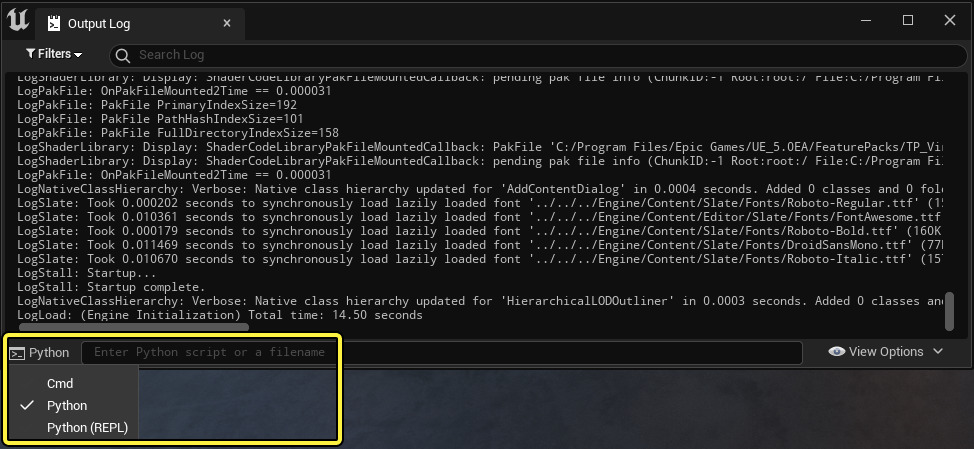 Output Log
Filters
Search Log
LogShaderLibrary: Display: ShaderCodeLibraryPakFileMountedCallback: pending pak file info (ChunkID:-1 Root:root:/ File:C:/Program Fi
LogPakFile: OnPakFileMounted2Time == 0.000031
LogPakFile: PakFile PrimaryIndexSize=192
LogPakFile: PakFile PathHashIndexSize=101
LogPakFile: PakFile FullDirectoryIndexSize=158
LogShaderLibrary: Display: ShaderCodeLibraryPakFileMountedCallback: PakFile 'C:/Program Files/Epic Games/UE_5.0EA/FeaturePacks/TP_Vi
LogShaderLibrary: Display: ShaderCodeLibraryPakFileMountedCallback: pending pak file info (ChunkID:-1 Root:root:/ File:C:/Program Fi
LogPakFile: OnPakFileMounted2Time == 0.000031
LogNativeClassHierarchy: Verbose: Native class hierarchy updated for 'AddContentDialog' in 0.0004 seconds. Added 0 classes and 0 fol
LogSlate: Took 0.000202 seconds to synchronously load lazily loaded font '../../../Engine/Content/Slate/Fonts/Roboto-Regular.ttf' (15
LogSlate: Took 0.010361 seconds to synchronously load lazily loaded font '../../../Engine/Content/Editor/Slate/Fonts/FontAwesome.ttf
LogSlate: Took 0.000179 seconds to synchronously load lazily loaded font '../../../Engine/Content/Slate/Fonts/Roboto-Bold.ttf' (160K
LogSlate: Took 0.011469 seconds to synchronously load lazily loaded font '../../../Engine/Content/Slate/Fonts/DroidSansMono.ttf' (77
LogSlate: Took 0.010670 seconds to synchronously load lazily loaded font '../../../Engine/Content/Slate/Fonts/Roboto-Italic.ttf' (15
LogStall: Startup...
LogStall: Startup complete.
LogNativeClassHierarchy: Verbose: Native class hierarchy updated for 'HierarchicalLODOutliner' in 0.0003 seconds. Added 0 classes an
LogLoad: (Engine Initialization) Total time: 14.50 seconds
Python
Enter Python script or a filename
View Options
Cmd
Python
Python (REPL)